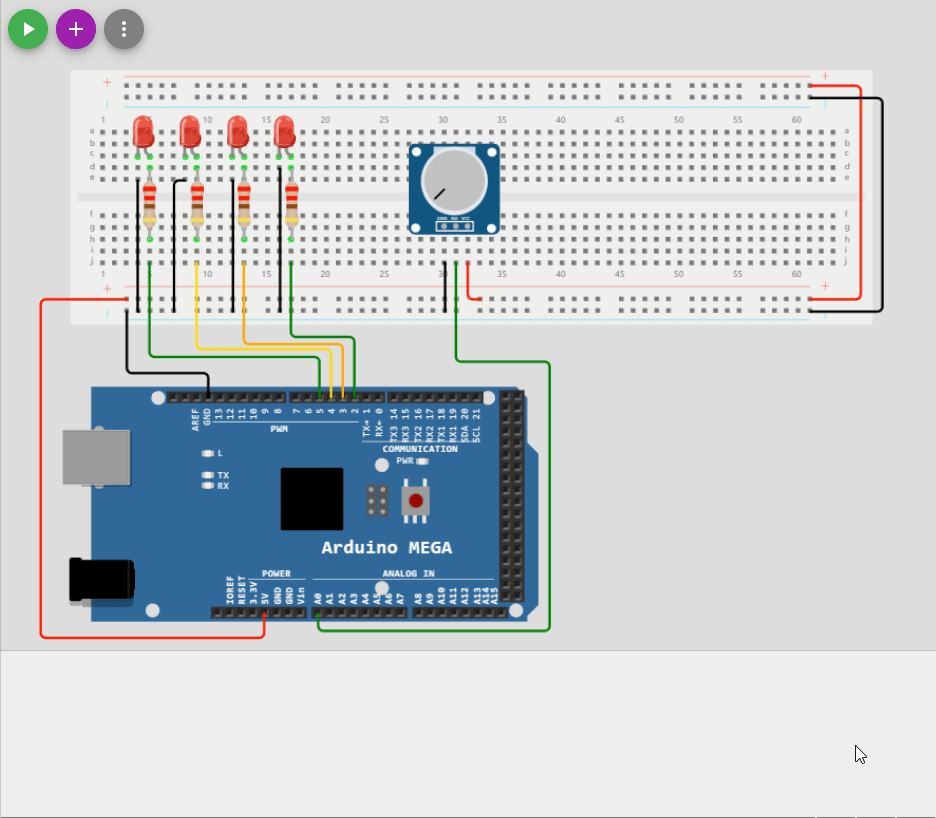 + +
1 5 10 15 20 25 30 35 40 45 50 55 60
a a
b b
c c
d d
e e
GND SIG VCC
f f
g g
h h
i i
j j
1 5 10 15 20 25 30 35 40 45 50 55 60
+ +
AREF GND 13 12 11 10 9 8 7 6 5 4 3 2 TX→ 1 RX← 0 TX3 14 RX3 15 TX2 16 RX2 17 TX1 18 RX1 19 SDA 20 SCL 21
PWM
COMMUNICATION
L
PWR
TX
RX
Arduino MEGA
POWER ANALOG IN
IOREF RESET 3.3V 5V GND GND Vin A0 A1 A2 A3 A4 A5 A6 A7 A8 A9 A10 A11 A12 A13 A14 A15